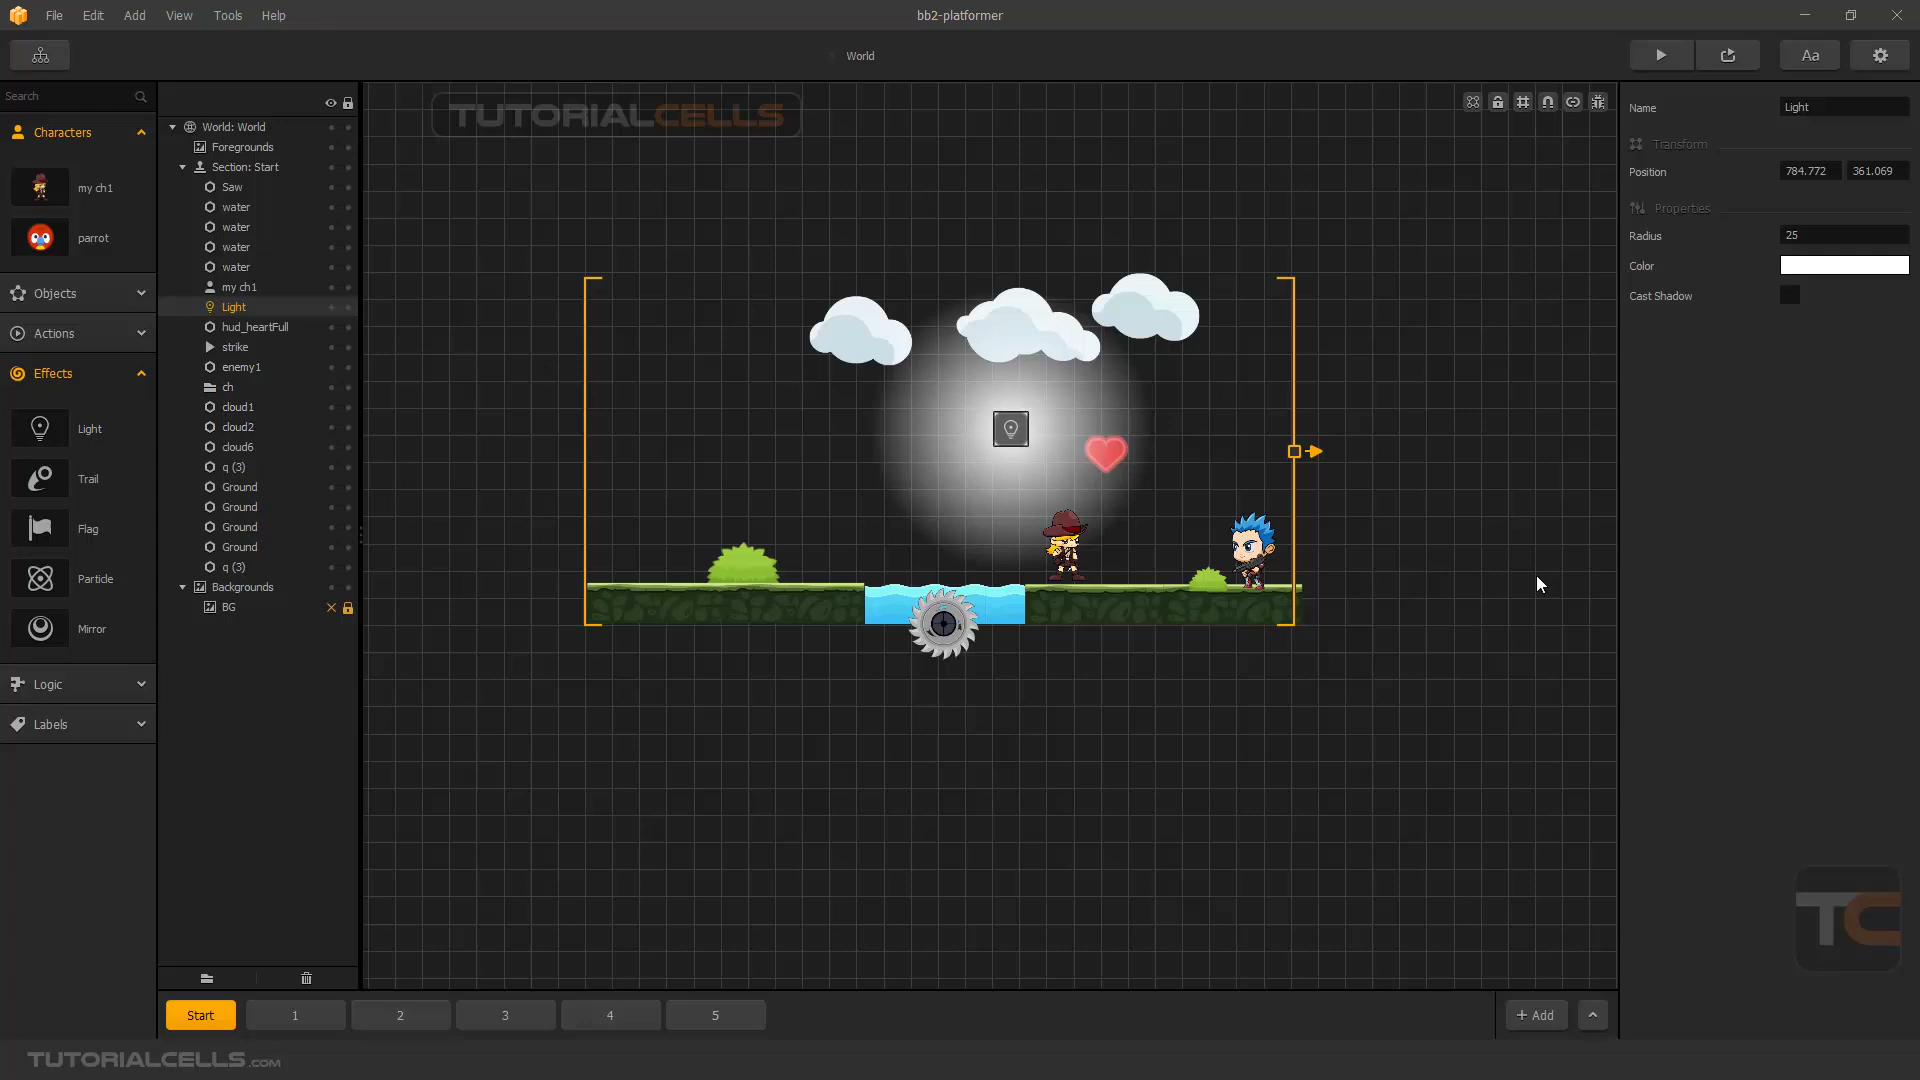 File Edit View Add Tools Help
bb2-platformer
World
Aa
Search
Characters
my ch1
parrot
Objects
Actions
Effects
Light
Trail
Flag
Particle
Mirror
Logic
Labels
World: World
Foregrounds
Section: Start
Saw
water
water
water
water
my ch1
Light
hud_heartFull
strike
enemy1
ch
cloud1
cloud2
cloud6
q (3)
Ground
Ground
Ground
Ground
q (3)
Backgrounds
BG
TUTORIALCELLS
Name Light
Transform
Position 784.772 361.069
Properties
Radius 25
Color
Cast Shadow
TC
Start 1 2 3 4 5
+ Add
TUTORIALCELLS.COM